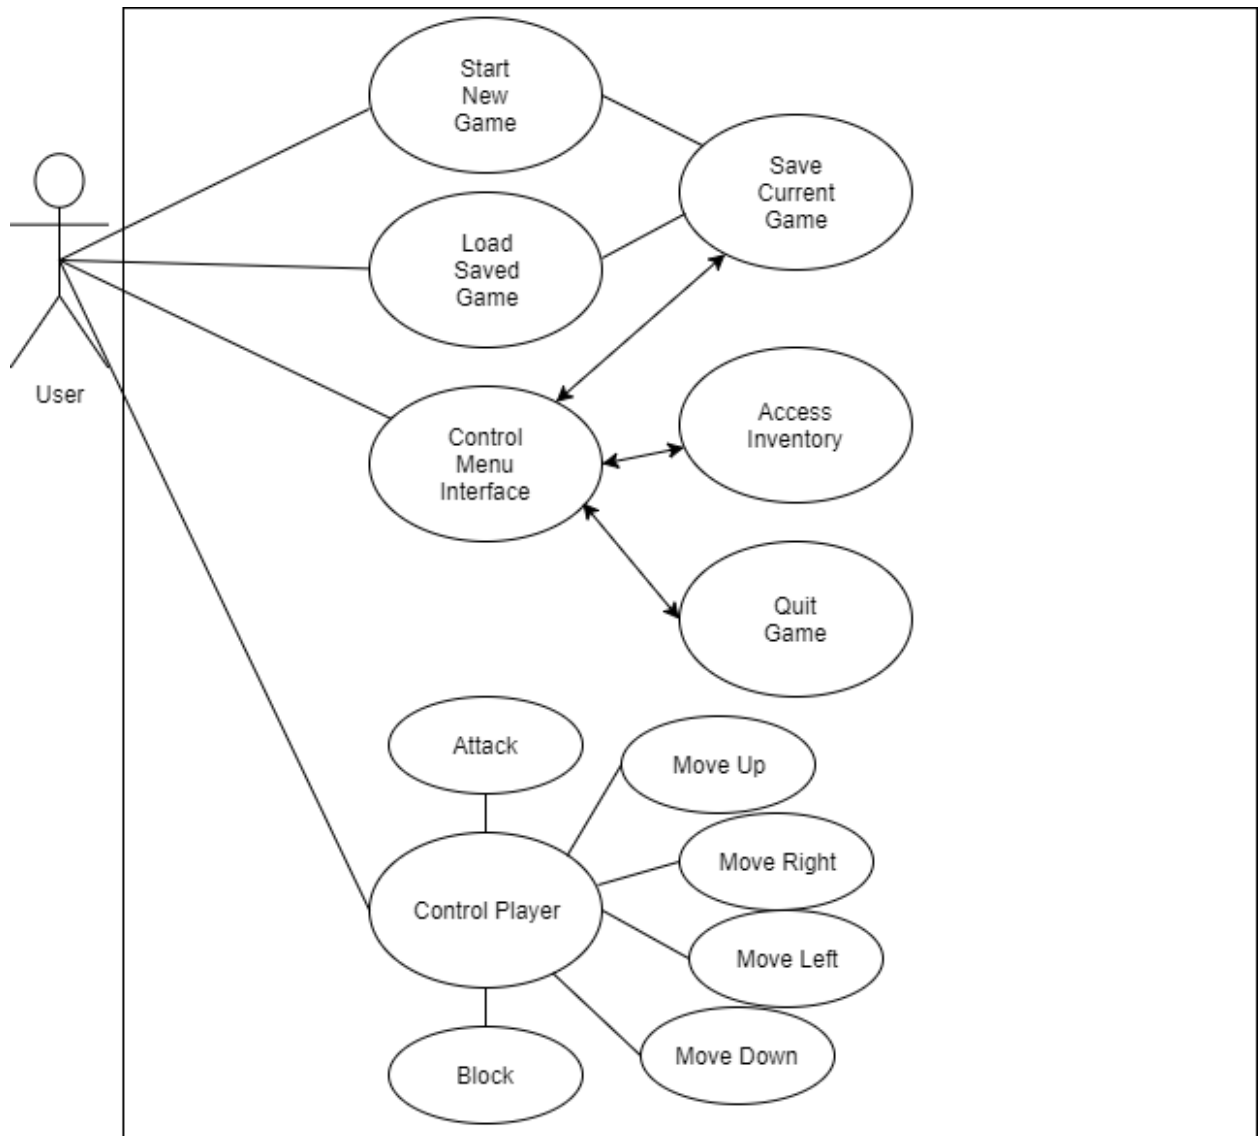 Start
New
Game
Save
Current
Game
Load
Saved
Game
User
Control
Menu
Interface
Access
Inventory
Quit
Game
Attack
Move Up
Move Right
Control Player
Move Left
Move Down
Block